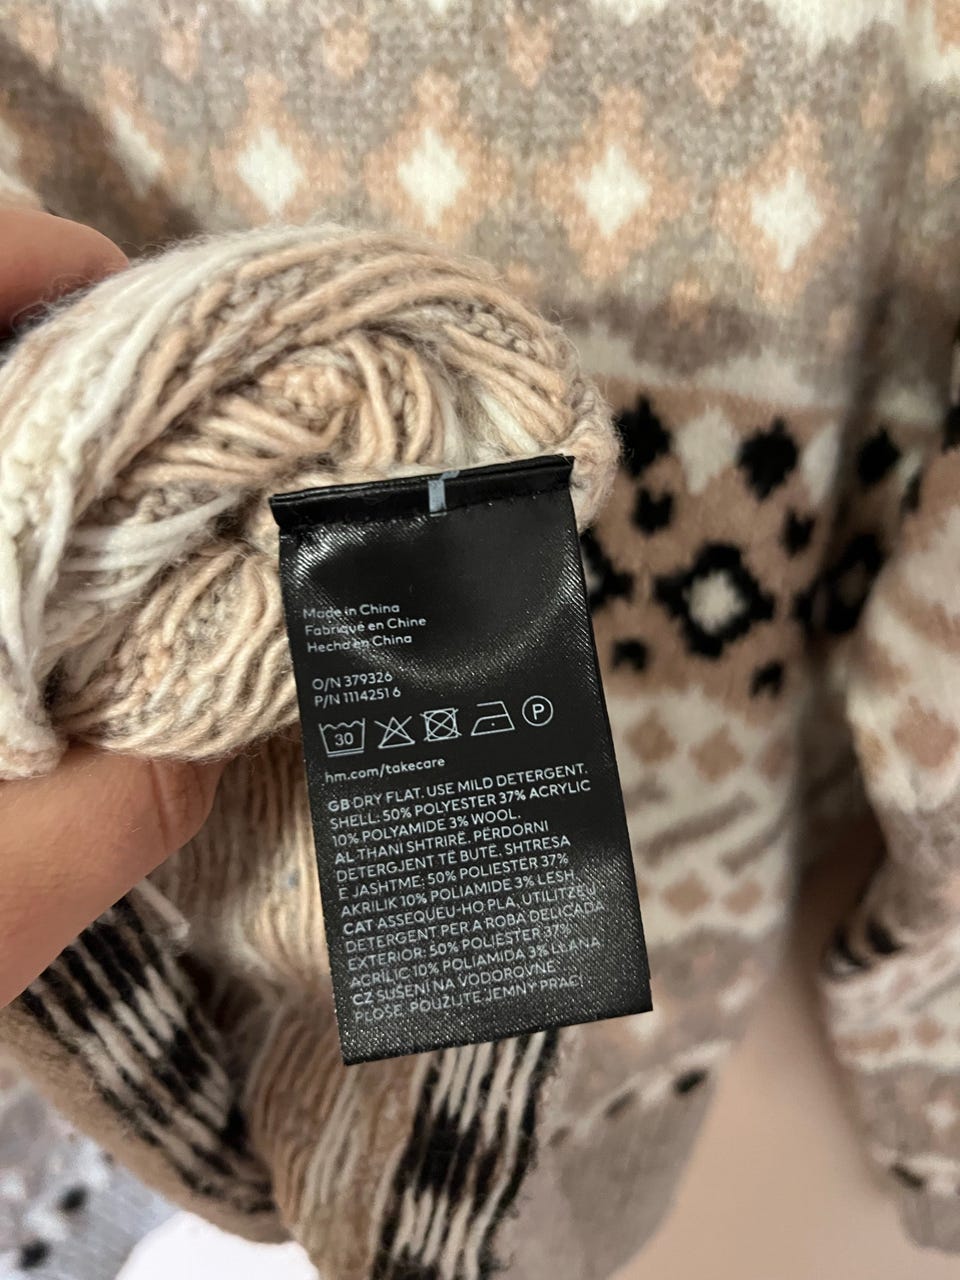 Made in China
Fabriqué en Chine
Hecho en China
O/N 379326
P/N 1114251 6
30
P
hm.com/takecare
GB DRY FLAT. USE MILD DETERGENT.
SHELL: 50% POLYESTER 37% ACRYLIC
10% POLYAMIDE 3% WOOL.
AL THANI SHTRIRË. PËRDORNI
DETERGJENT TË BUTË. SHTRESA
E JASHTME: 50% POLIESTER 37%
AKRILIK 10% POLIAMIDE 3% LESH.
CAT ASSEQUEU-HO PLA, UTILITZEU
DETERGENT PER A ROBA DELICADA
EXTERIOR: 50% POLIÈSTER 37%
ACRÍLIC 10% POLIAMIDA 3% LLANA
CZ SUŠENÍ NA VODOROVNÉ
PLOŠE. POUŽIJTE JEMNÝ PRACÍ